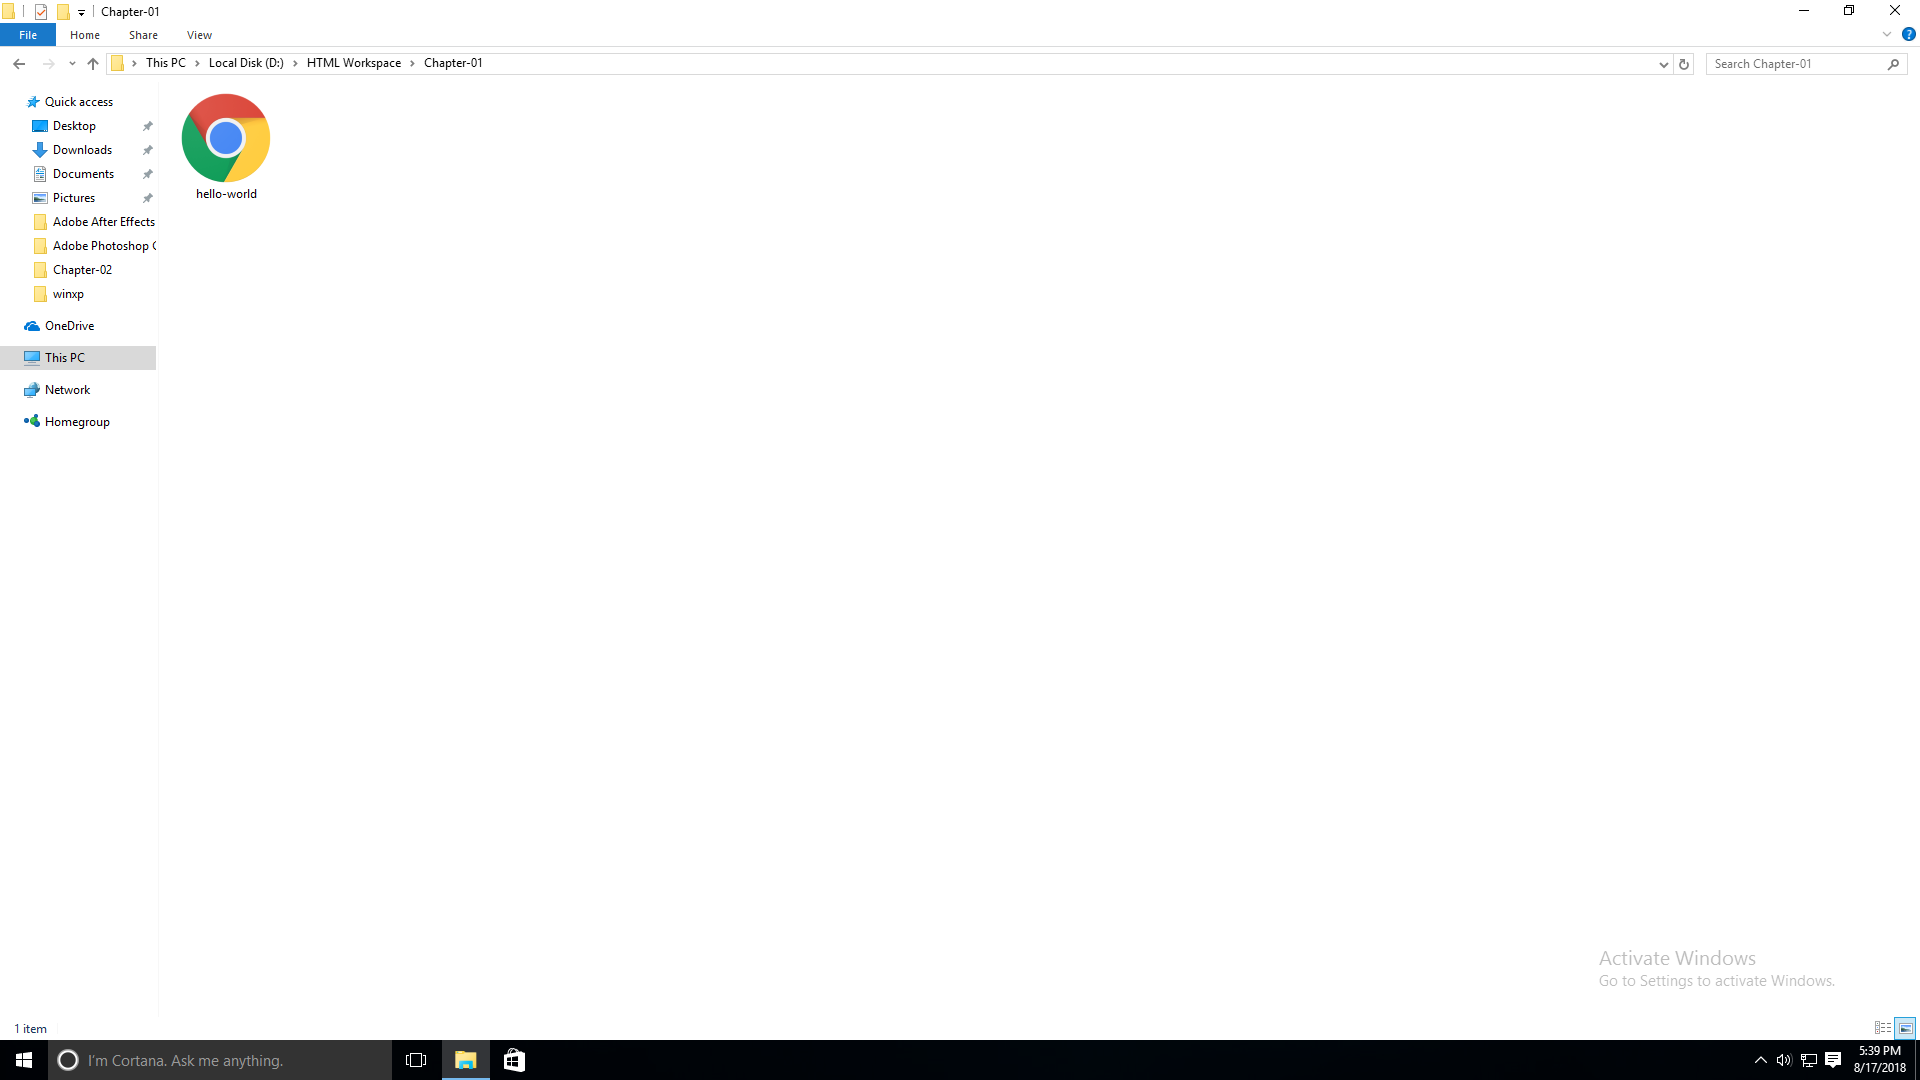 Chapter-01
File Home Share View
This PC Local Disk (D:) HTML Workspace Chapter-01
Search Chapter-01
Quick access
Desktop
Downloads
Documents
Pictures
Adobe After Effects
Adobe Photoshop C
Chapter-02
winxp
OneDrive
This PC
Network
Homegroup
hello-world
Activate Windows
Go to Settings to activate Windows.
1 item
I'm Cortana. Ask me anything.
5:39 PM
8/17/2018